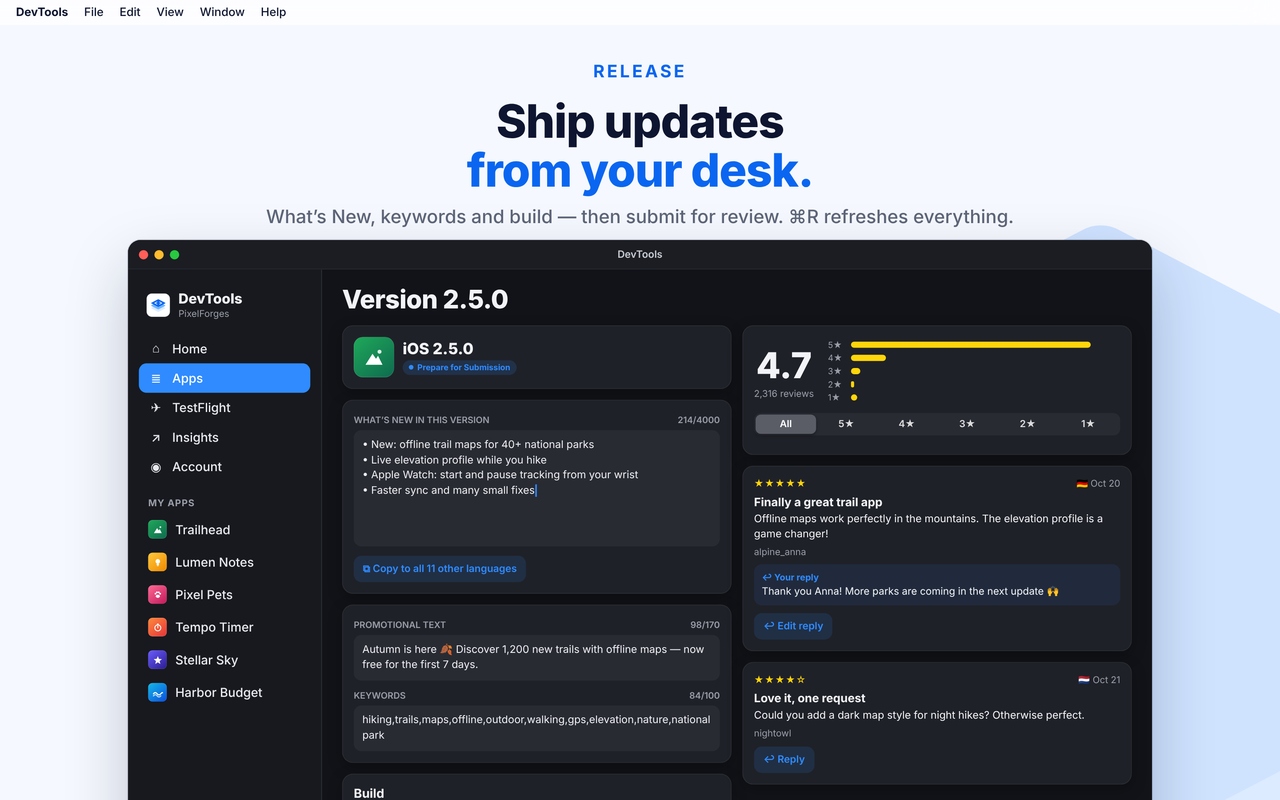 DevTools File Edit View Window Help
RELEASE
Ship updates
from your desk.
What's New, keywords and build — then submit for review. ⌘R refreshes everything.
DevTools
DevTools
PixelForges
Home
Apps
TestFlight
Insights
Account
MY APPS
Trailhead
Lumen Notes
Pixel Pets
Tempo Timer
Stellar Sky
Harbor Budget
Version 2.5.0
iOS 2.5.0
Prepare for Submission
WHAT'S NEW IN THIS VERSION 214/4000
• New: offline trail maps for 40+ national parks
• Live elevation profile while you hike
• Apple Watch: start and pause tracking from your wrist
• Faster sync and many small fixes
Copy to all 11 other languages
PROMOTIONAL TEXT 98/170
Autumn is here 🍂 Discover 1,200 new trails with offline maps — now
free for the first 7 days.
KEYWORDS 84/100
hiking,trails,maps,offline,outdoor,walking,gps,elevation,nature,national
park
Build
4.7
2,316 reviews
5★
4★
3★
2★
1★
All 5★ 4★ 3★ 2★ 1★
★★★★★ 🇩🇪 Oct 20
Finally a great trail app
Offline maps work perfectly in the mountains. The elevation profile is a
game changer!
alpine_anna
↩ Your reply
Thank you Anna! More parks are coming in the next update 🙌
↩ Edit reply
★★★★☆ 🇳🇱 Oct 21
Love it, one request
Could you add a dark map style for night hikes? Otherwise perfect.
nightowl
↩ Reply